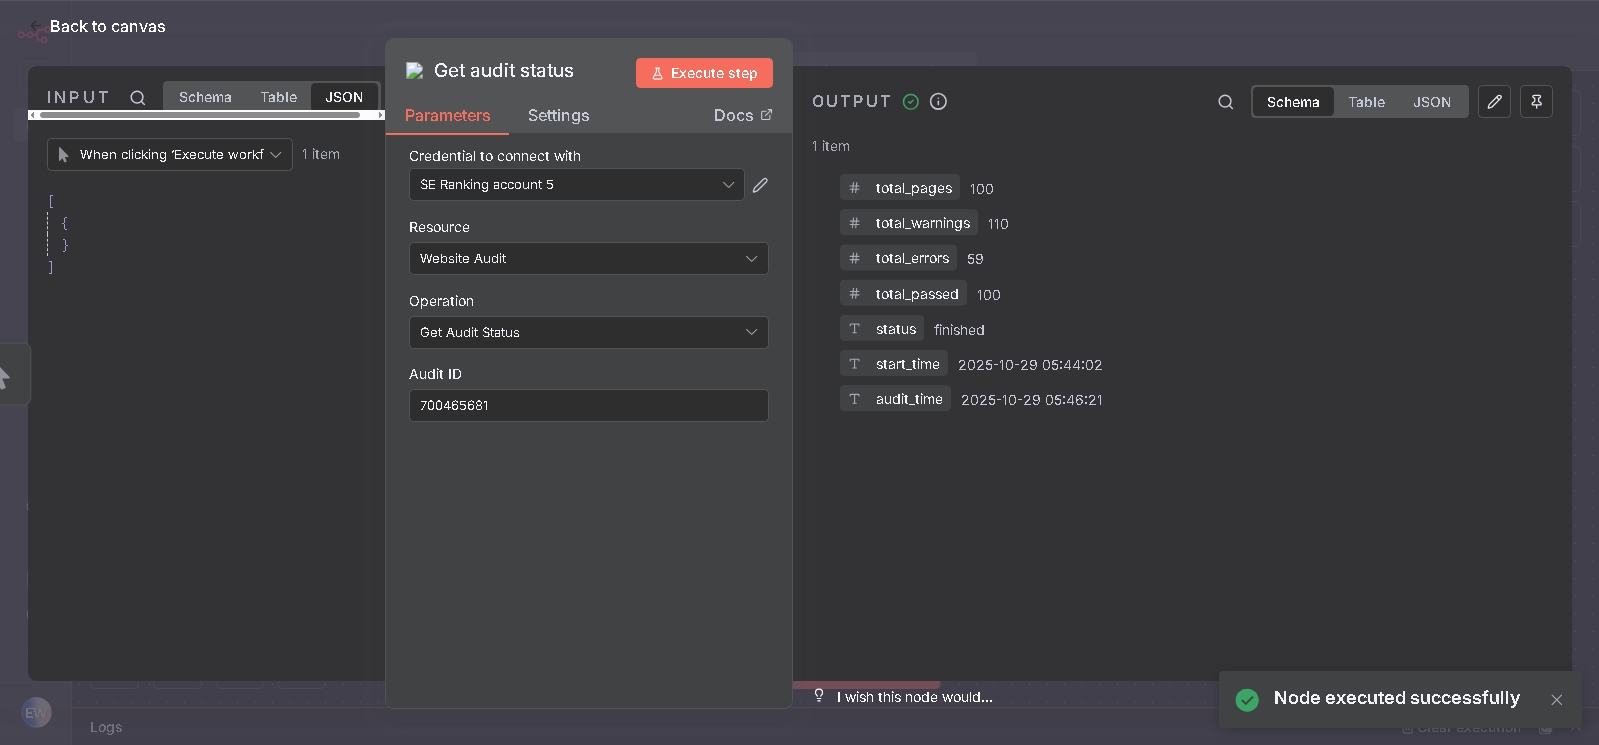 Back to canvas
INPUT
Schema Table JSON
When clicking 'Execute workf
1 item
[
{
}
]
EW
Logs
Get audit status
Execute step
Parameters Settings Docs
Credential to connect with
SE Ranking account 5
Resource
Website Audit
Operation
Get Audit Status
Audit ID
700465681
OUTPUT
Schema Table JSON
1 item
# total_pages 100
# total_warnings 110
# total_errors 59
# total_passed 100
T status finished
T start_time 2025-10-29 05:44:02
T audit_time 2025-10-29 05:46:21
I wish this node would...
Node executed successfully
Clear execution